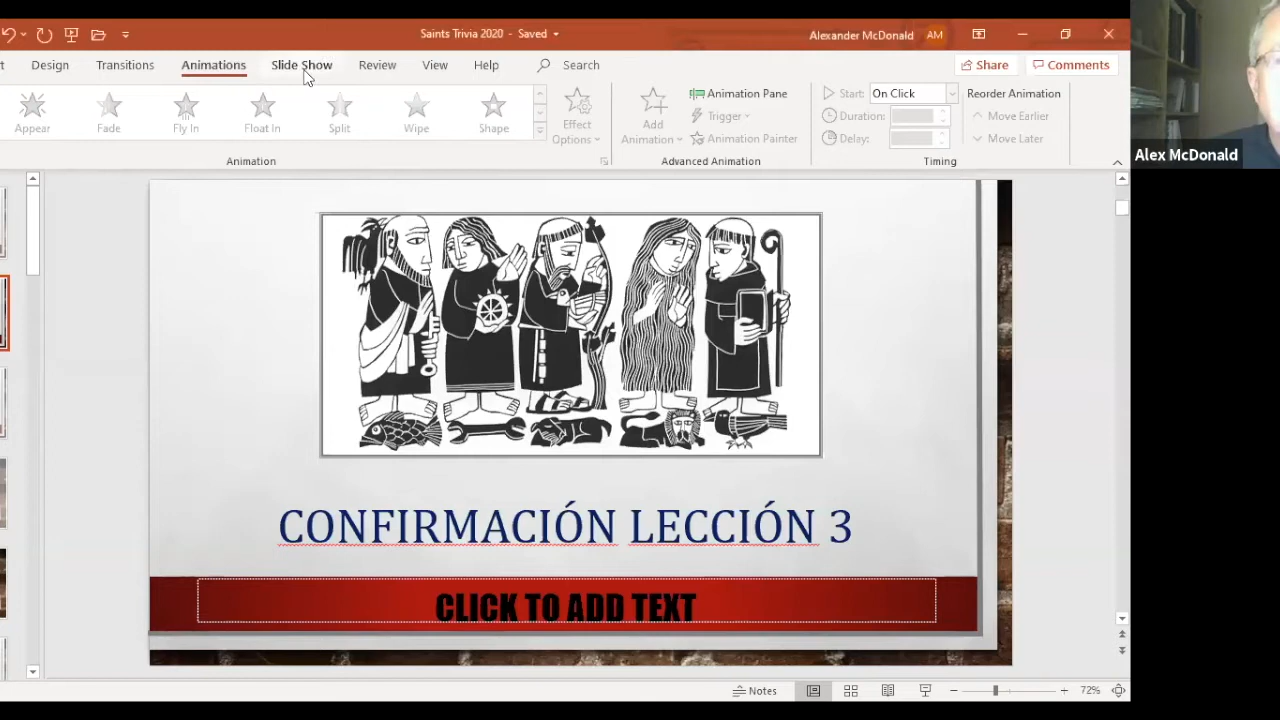 Saints Trivia 2020 - Saved
Alexander McDonald AM
Design Transitions Animations Slide Show Review View Help Search Share Comments
Appear Fade Fly In Float In Split Wipe Shape
Effect Options
Add Animation
Animation Pane
Trigger
Animation Painter
Start: On Click
Duration:
Delay:
Reorder Animation
Move Earlier
Move Later
Animation
Advanced Animation
Timing
Alex McDonald
CONFIRMACIÓN LECCIÓN 3
CLICK TO ADD TEXT
Notes
72%